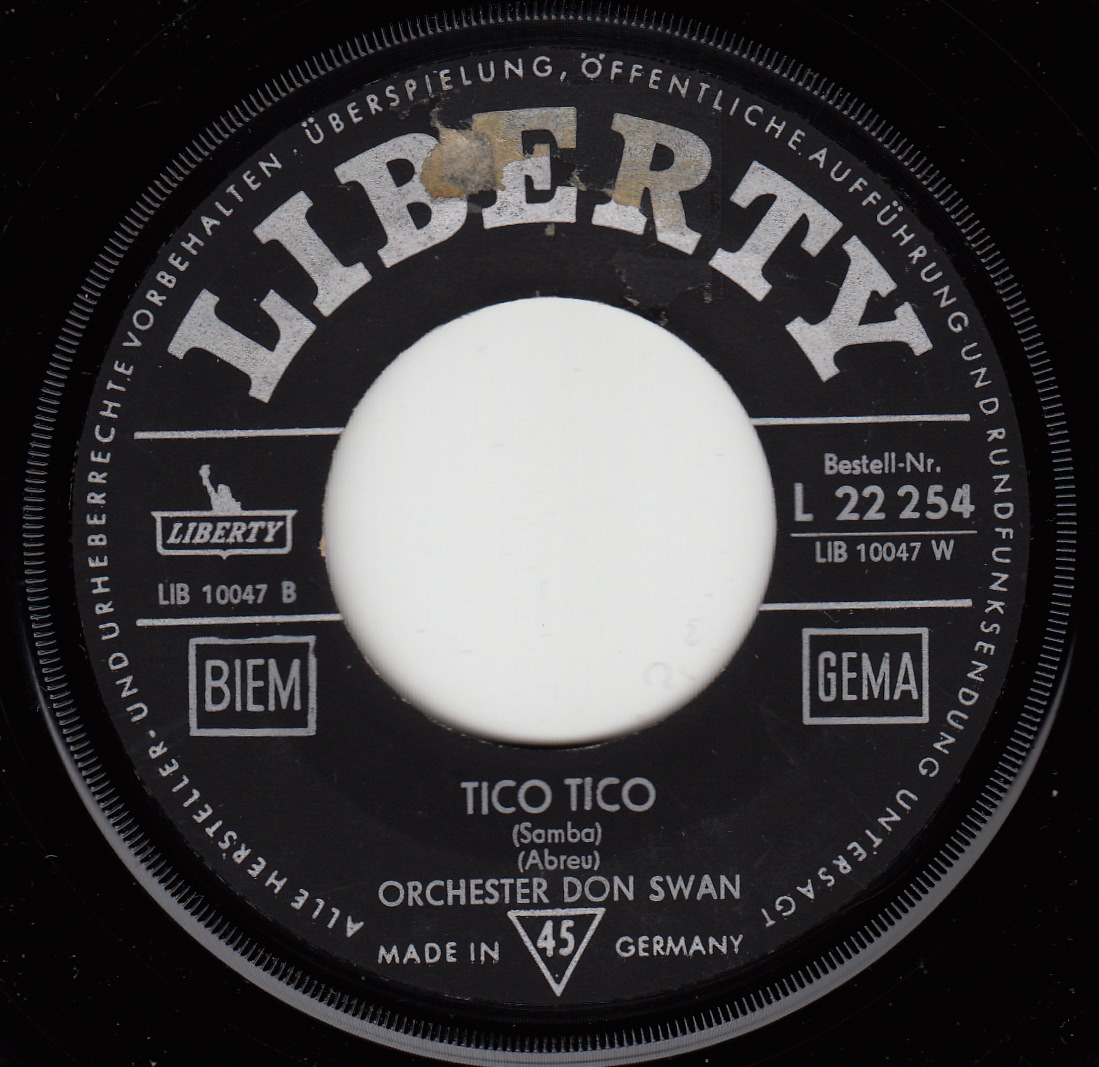 ALLE HERSTELLER- UND URHEBERRECHTE VORBEHALTEN . ÜBERSPIELUNG, ÖFFENTLICHE AUFFÜHRUNG UND RUNDFUNKSENDUNG UNTERSAGT
LIBERTY
LIBERTY
LIB 10047 B
Bestell-Nr.
L 22 254
LIB 10047 W
BIEM
GEMA
TICO TICO
(Samba)
(Abreu)
ORCHESTER DON SWAN
MADE IN 45 GERMANY